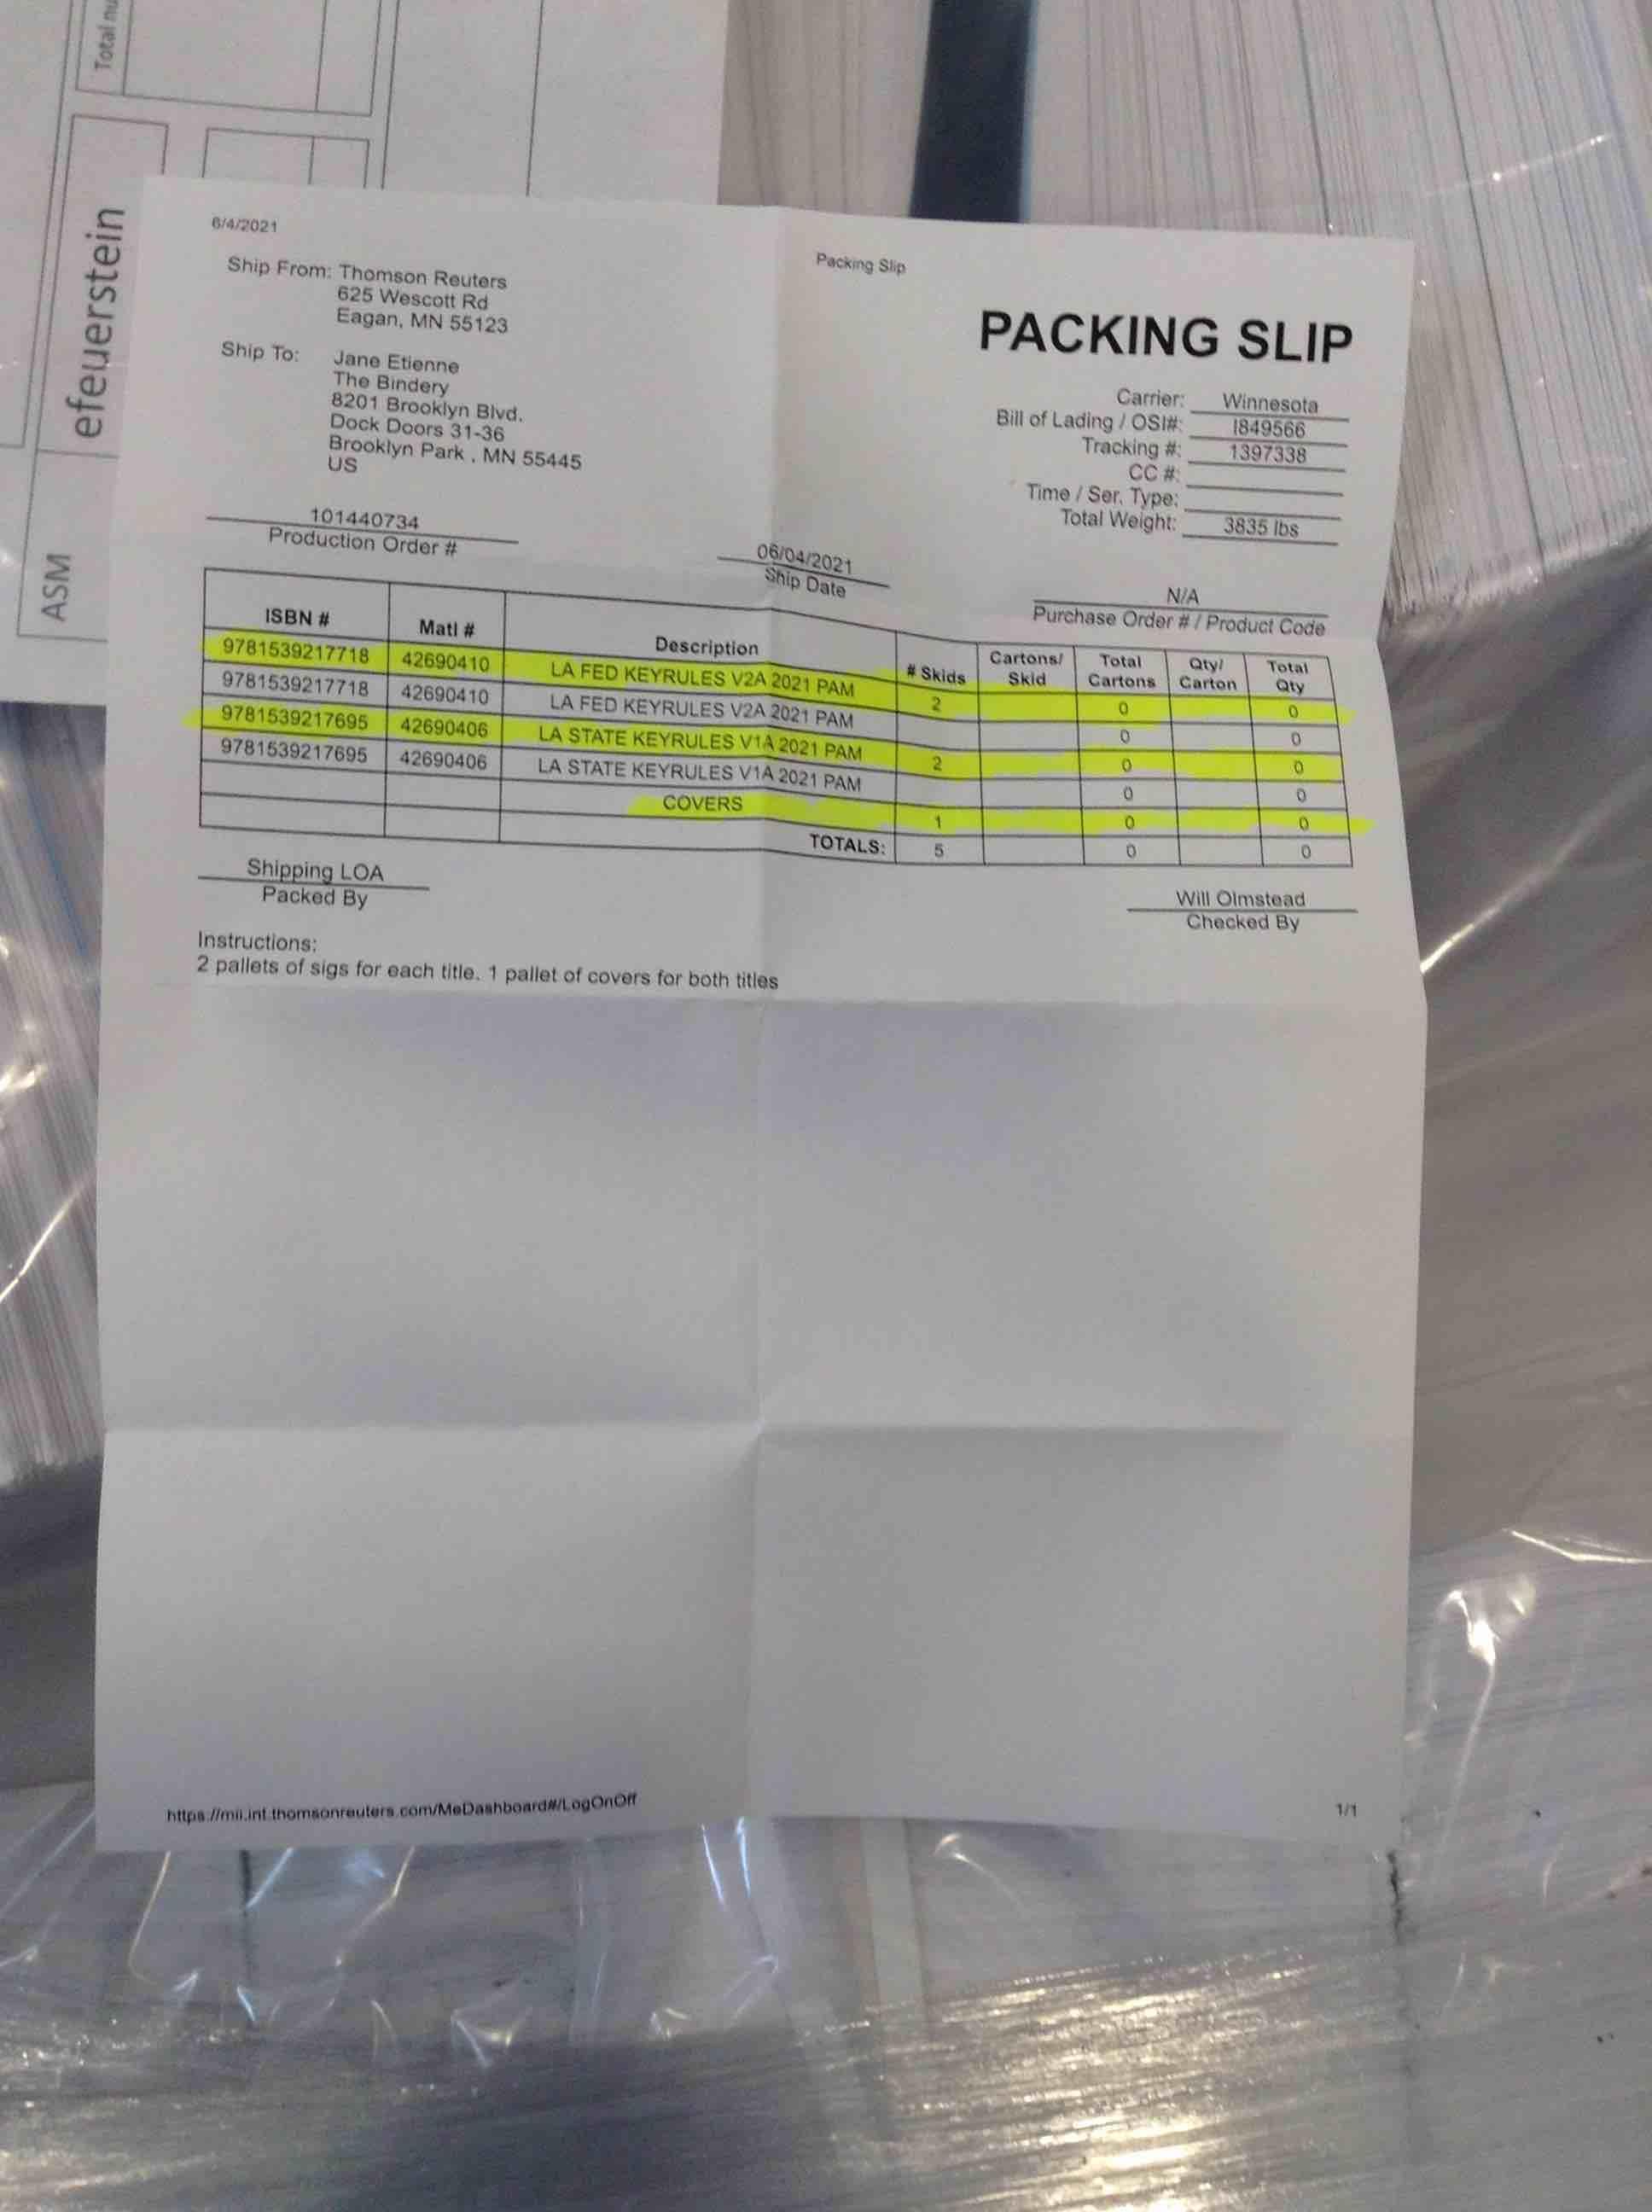 Total nu
efeuerstein
ASM
6/4/2021
Packing Slip
Ship From: Thomson Reuters
625 Wescott Rd
Eagan, MN 55123
Ship To: Jane Etienne
The Bindery
8201 Brooklyn Blvd.
Dock Doors 31-36
Brooklyn Park , MN 55445
US
PACKING SLIP
Carrier: Winnesota
Bill of Lading / OSI#: I849566
Tracking #: 1397338
CC #:
Time / Ser. Type:
Total Weight: 3835 lbs
101440734
Production Order #
06/04/2021
Ship Date
N/A
Purchase Order # / Product Code
ISBN # Matl # Description # Skids Cartons/ Skid Total Cartons Qty/ Carton Total Qty
9781539217718 42690410 LA FED KEYRULES V2A 2021 PAM 2 0 0
9781539217718 42690410 LA FED KEYRULES V2A 2021 PAM 0 0
9781539217695 42690406 LA STATE KEYRULES V1A 2021 PAM 2 0 0
9781539217695 42690406 LA STATE KEYRULES V1A 2021 PAM 0 0
COVERS 1 0 0
TOTALS: 5 0 0
Shipping LOA
Packed By
Will Olmstead
Checked By
Instructions:
2 pallets of sigs for each title. 1 pallet of covers for both titles
https://mii.int.thomsonreuters.com/MeDashboard#/LogOnOff
1/1